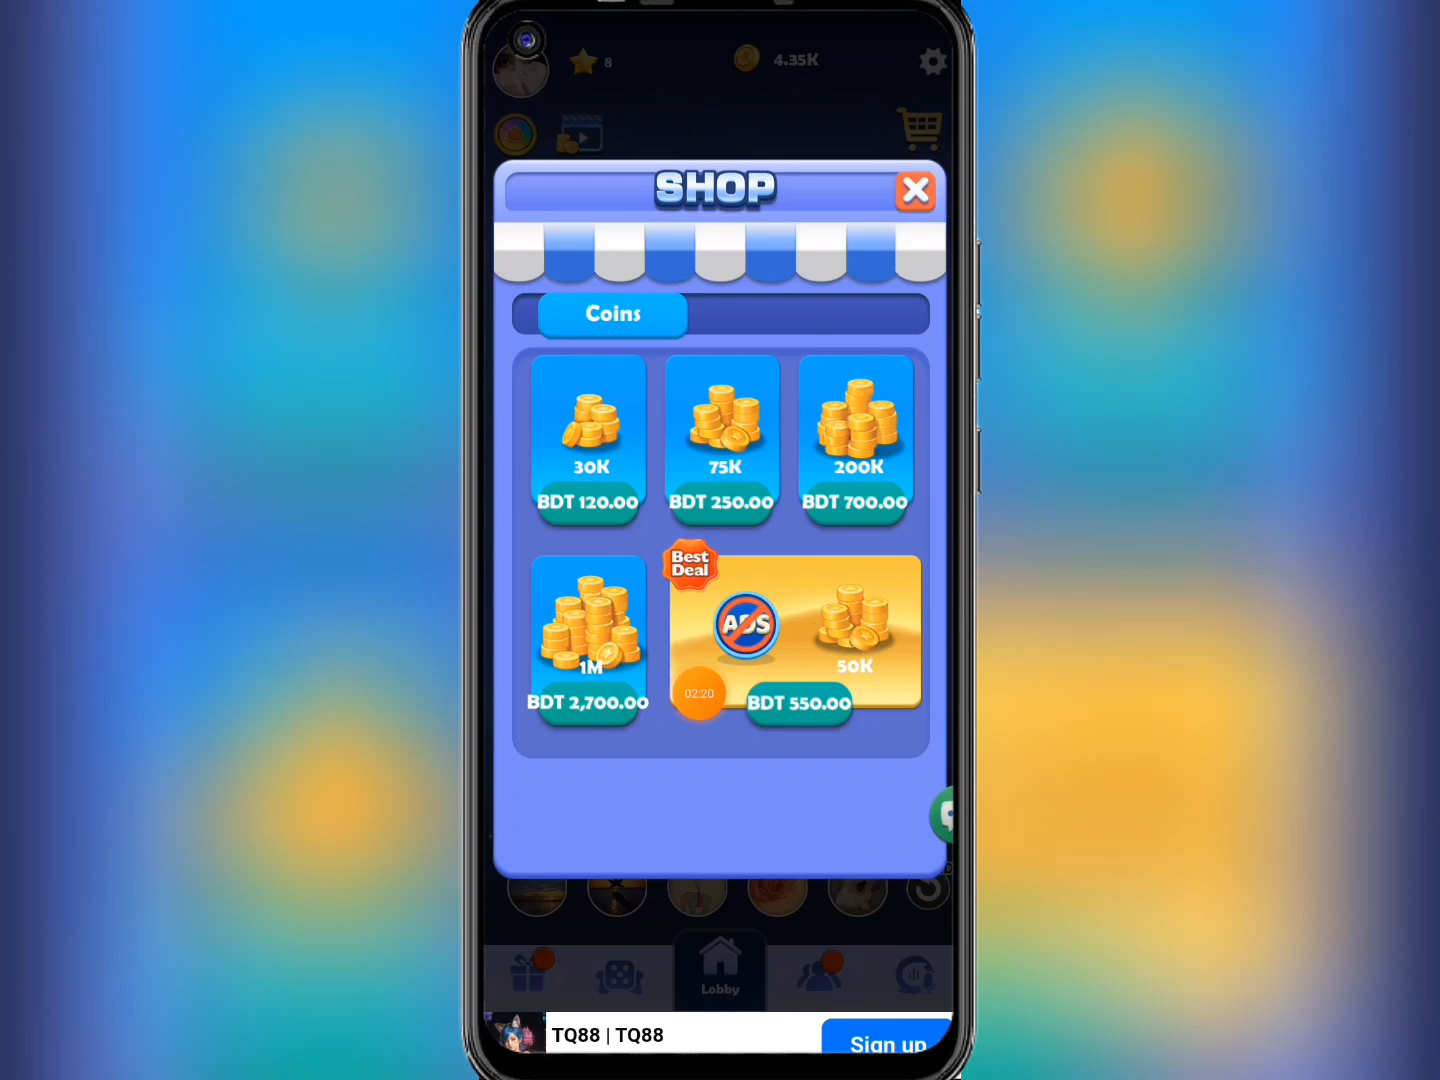 8
4.35K
SHOP
Coins
30K
75K
200K
BDT 120.00
BDT 250.00
BDT 700.00
Best
Deal
ADS
1M
50K
02:20
BDT 2,700.00
BDT 550.00
Lobby
TQ88 | TQ88
Sign up